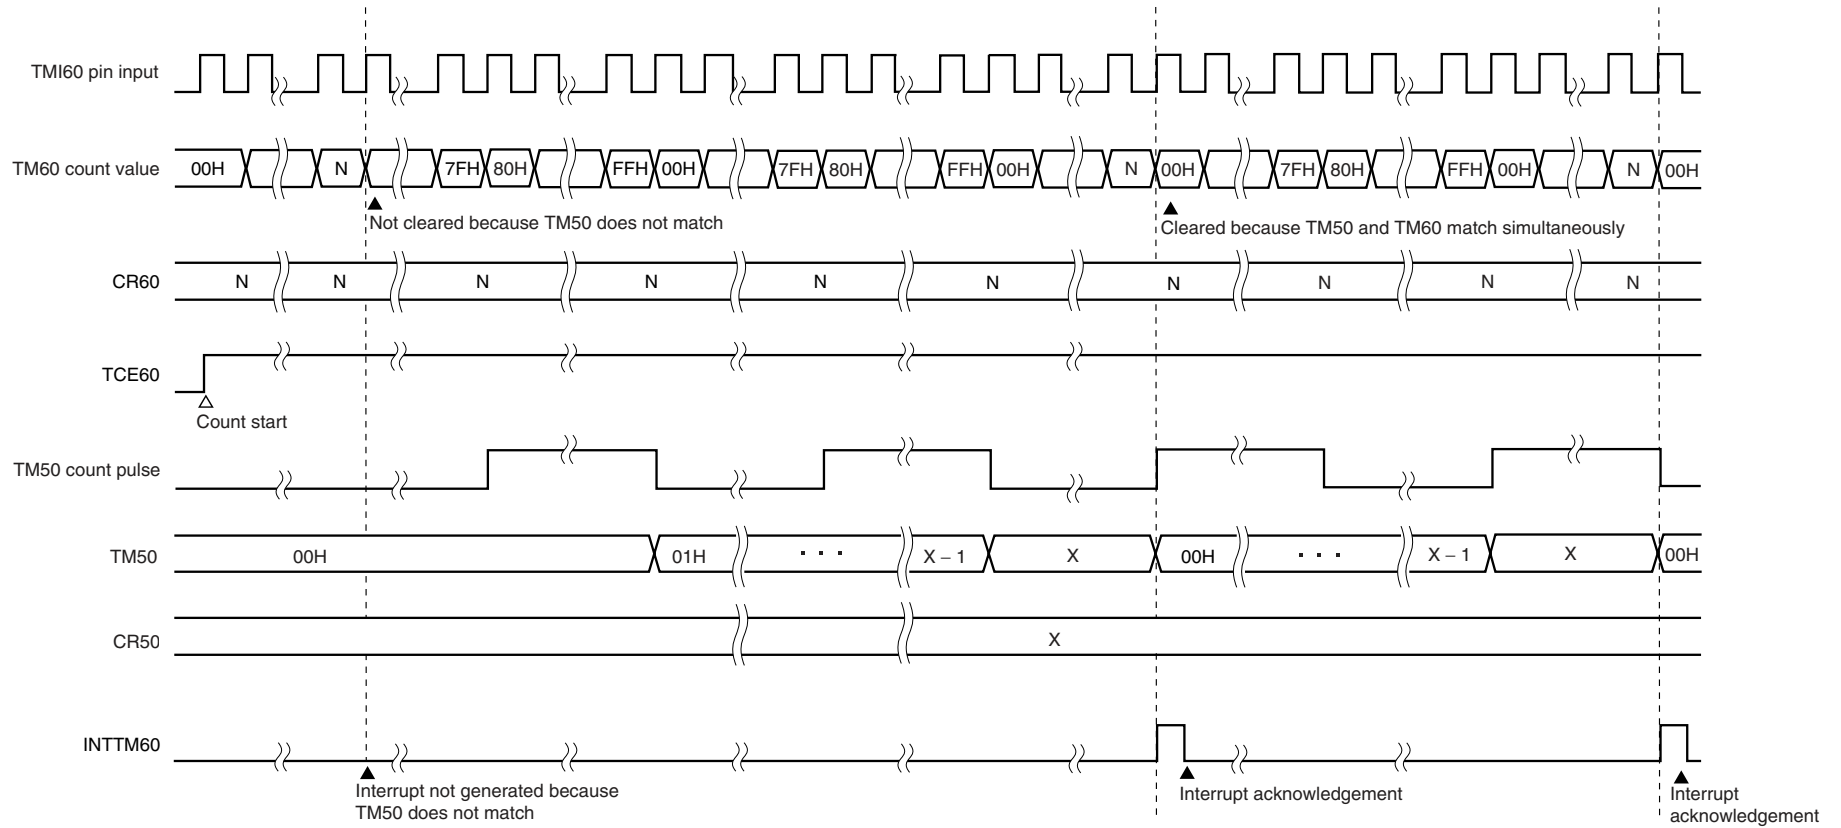 TMI60 pin input
TM60 count value 00H N 7FH 80H FFH 00H 7FH 80H FFH 00H N 00H 7FH 80H FFH 00H N 00H
Not cleared because TM50 does not match
Cleared because TM50 and TM60 match simultaneously
CR60 N N N N N N N N N N
TCE60
Count start
TM50 count pulse
TM50 00H 01H · · · X – 1 X 00H · · · X – 1 X 00H
CR50 X
INTTM60
Interrupt not generated because
TM50 does not match
Interrupt acknowledgement
Interrupt
acknowledgement